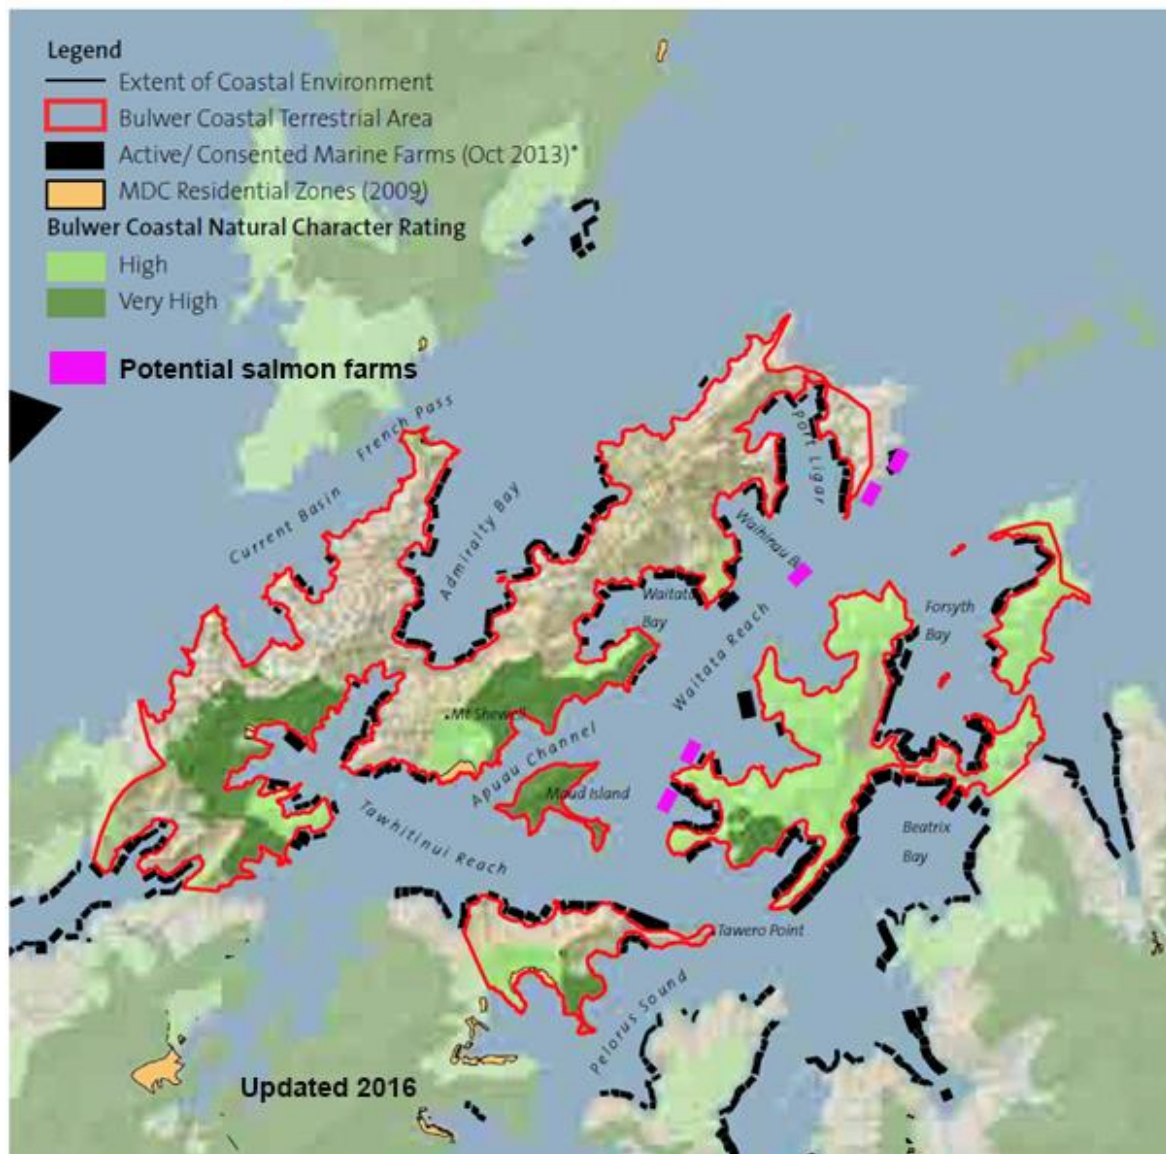 Legend
Extent of Coastal Environment
Bulwer Coastal Terrestrial Area
Active/ Consented Marine Farms (Oct 2013)*
MDC Residential Zones (2009)
Bulwer Coastal Natural Character Rating
High
Very High
Potential salmon farms
French Pass
Current Basin
Admiralty Bay
Port Ligar
Waihinau B
Waitata
Bay
Forsyth
Bay
Waitata Reach
Mt Shewell
Apuau Channel
Maud Island
Tawhitinui Reach
Beatrix
Bay
Tawero Point
Pelorus Sound
Updated 2016